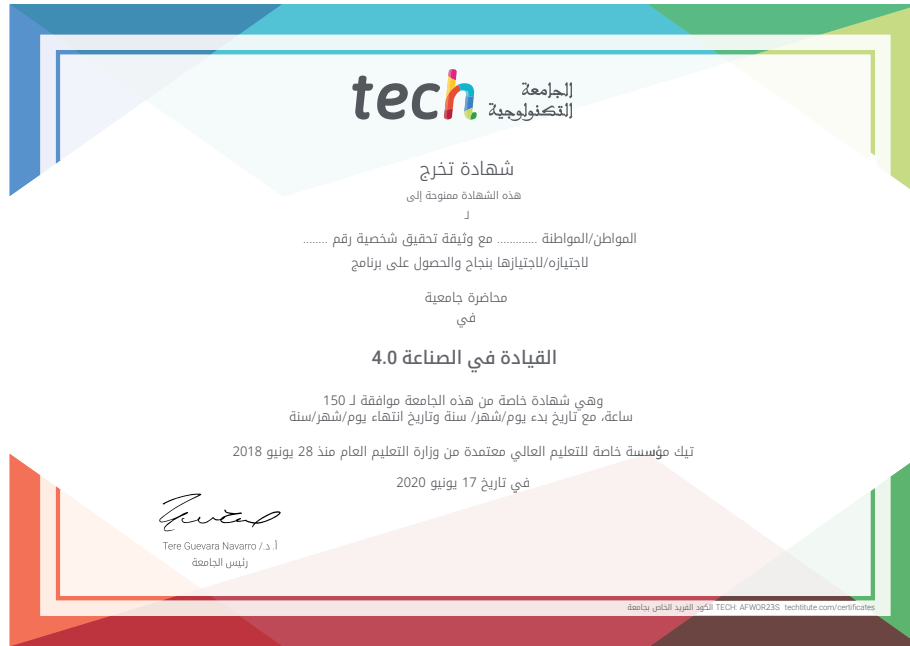 tech الجامعة
التكنولوجية
شهادة تخرج
هذه الشهادة ممنوحة إلى
لـ
المواطن/المواطنة ............ مع وثيقة تحقيق شخصية رقم ........
لاجتيازه/لاجتيازها بنجاح والحصول على برنامج
محاضرة جامعية
في
القيادة في الصناعة 4.0
وهي شهادة خاصة من هذه الجامعة موافقة لـ 150
ساعة، مع تاريخ بدء يوم/شهر/ سنة وتاريخ انتهاء يوم/شهر/سنة
تيك مؤسسة خاصة للتعليم العالي معتمدة من وزارة التعليم العام منذ 28 يونيو 2018
في تاريخ 17 يونيو 2020
أ. د./ Tere Guevara Navarro
رئيس الجامعة
الكود الفريد الخاص بجامعة TECH: AFWOR23S techtitute.com/certificates